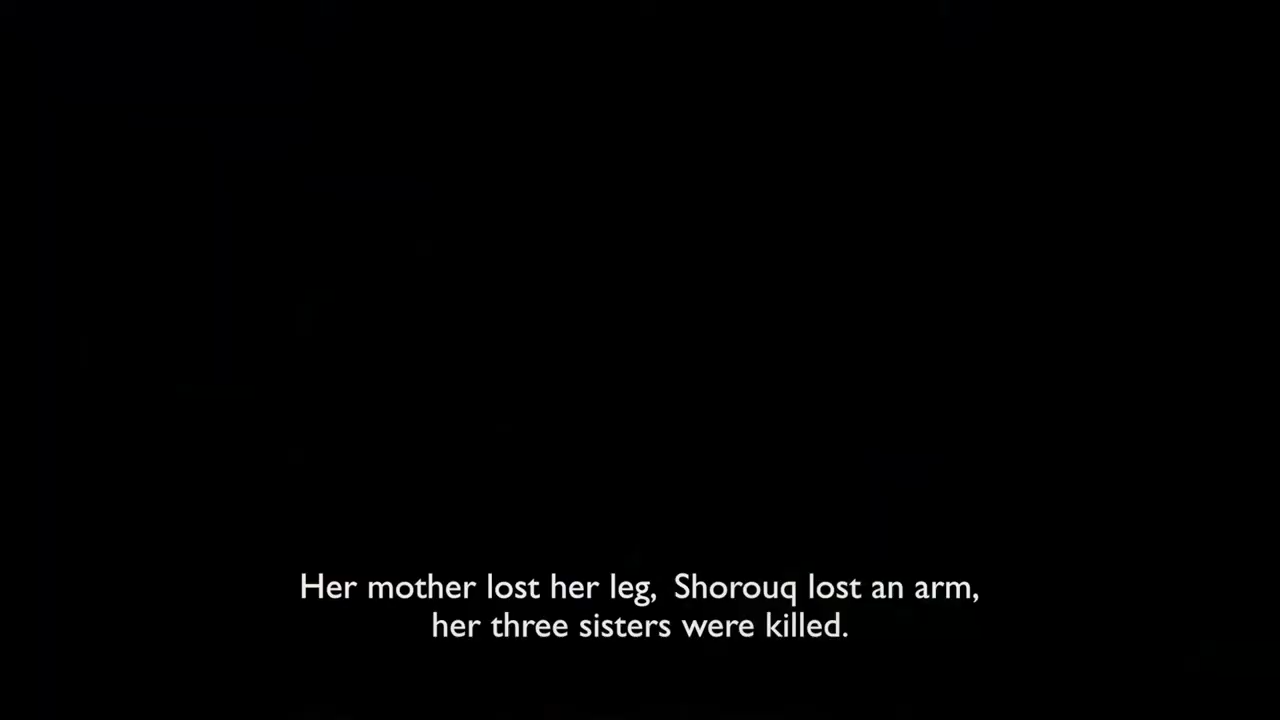 Her mother lost her leg,  Shorouq lost an arm,
her three sisters were killed.